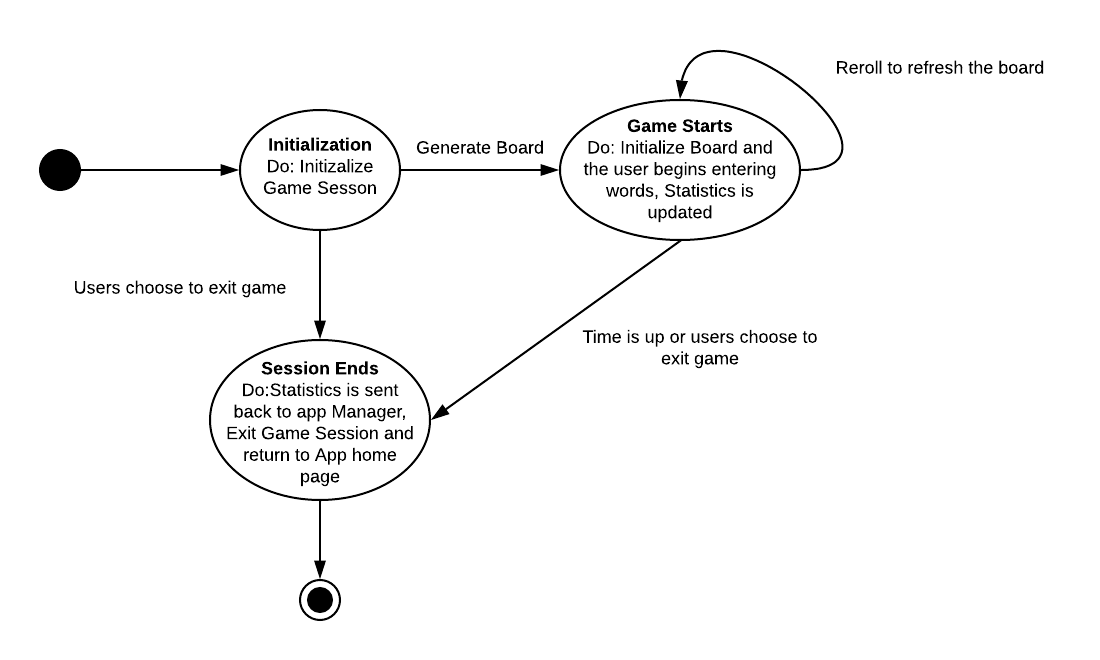 Reroll to refresh the board
Initialization
Do: Initizalize
Game Sesson
Generate Board
Game Starts
Do: Initialize Board and
the user begins entering
words, Statistics is
updated
Users choose to exit game
Time is up or users choose to
exit game
Session Ends
Do:Statistics is sent
back to app Manager,
Exit Game Session and
return to App home
page